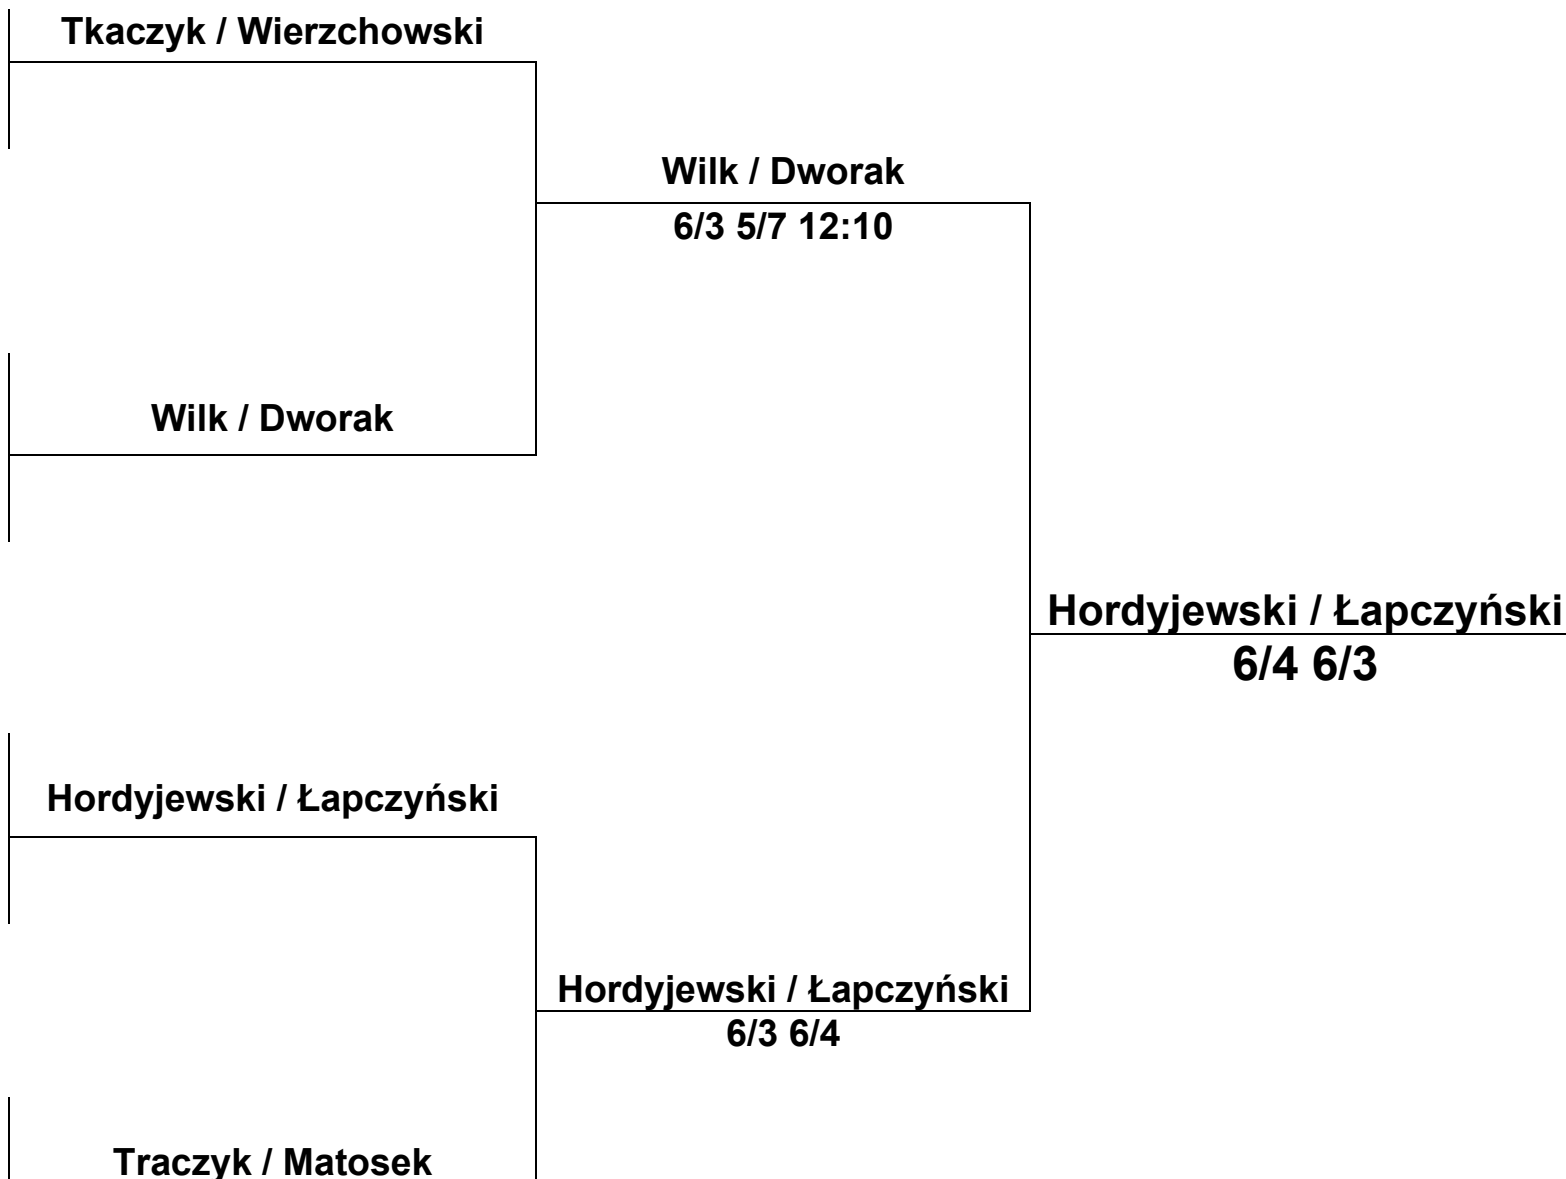 Tkaczyk / Wierzchowski
Wilk / Dworak
6/3 5/7 12:10
Wilk / Dworak
Hordyjewski / Łapczyński
6/4 6/3
Hordyjewski / Łapczyński
Hordyjewski / Łapczyński
6/3 6/4
Traczyk / Matosek